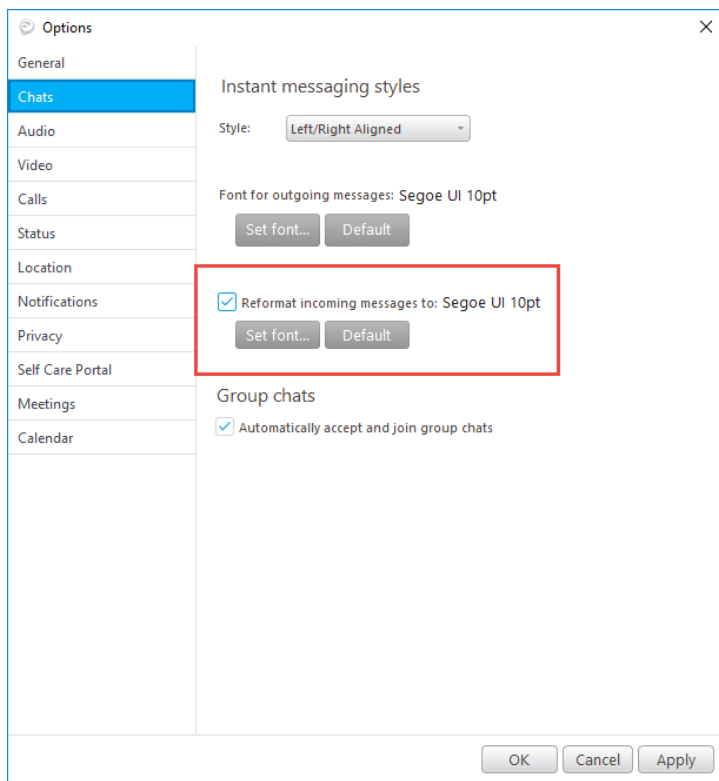 Options
General
Chats
Audio
Video
Calls
Status
Location
Notifications
Privacy
Self Care Portal
Meetings
Calendar
Instant messaging styles
Style: Left/Right Aligned
Font for outgoing messages: Segoe UI 10pt
Set font... Default
Reformat incoming messages to: Segoe UI 10pt
Set font... Default
Group chats
Automatically accept and join group chats
OK Cancel Apply